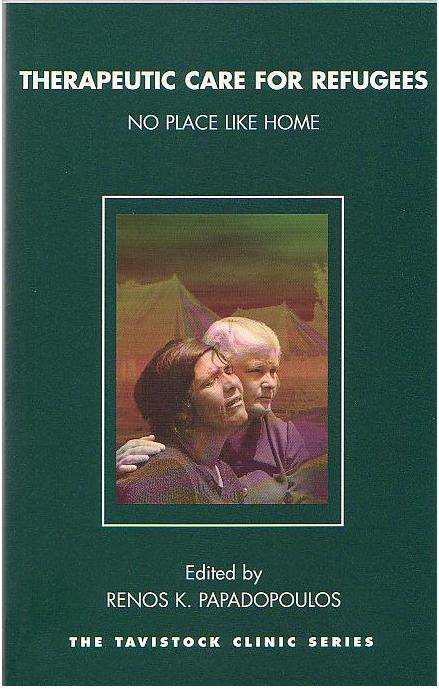 THERAPEUTIC CARE FOR REFUGEES
NO PLACE LIKE HOME
Edited by
RENOS K. PAPADOPOULOS
THE TAVISTOCK CLINIC SERIES